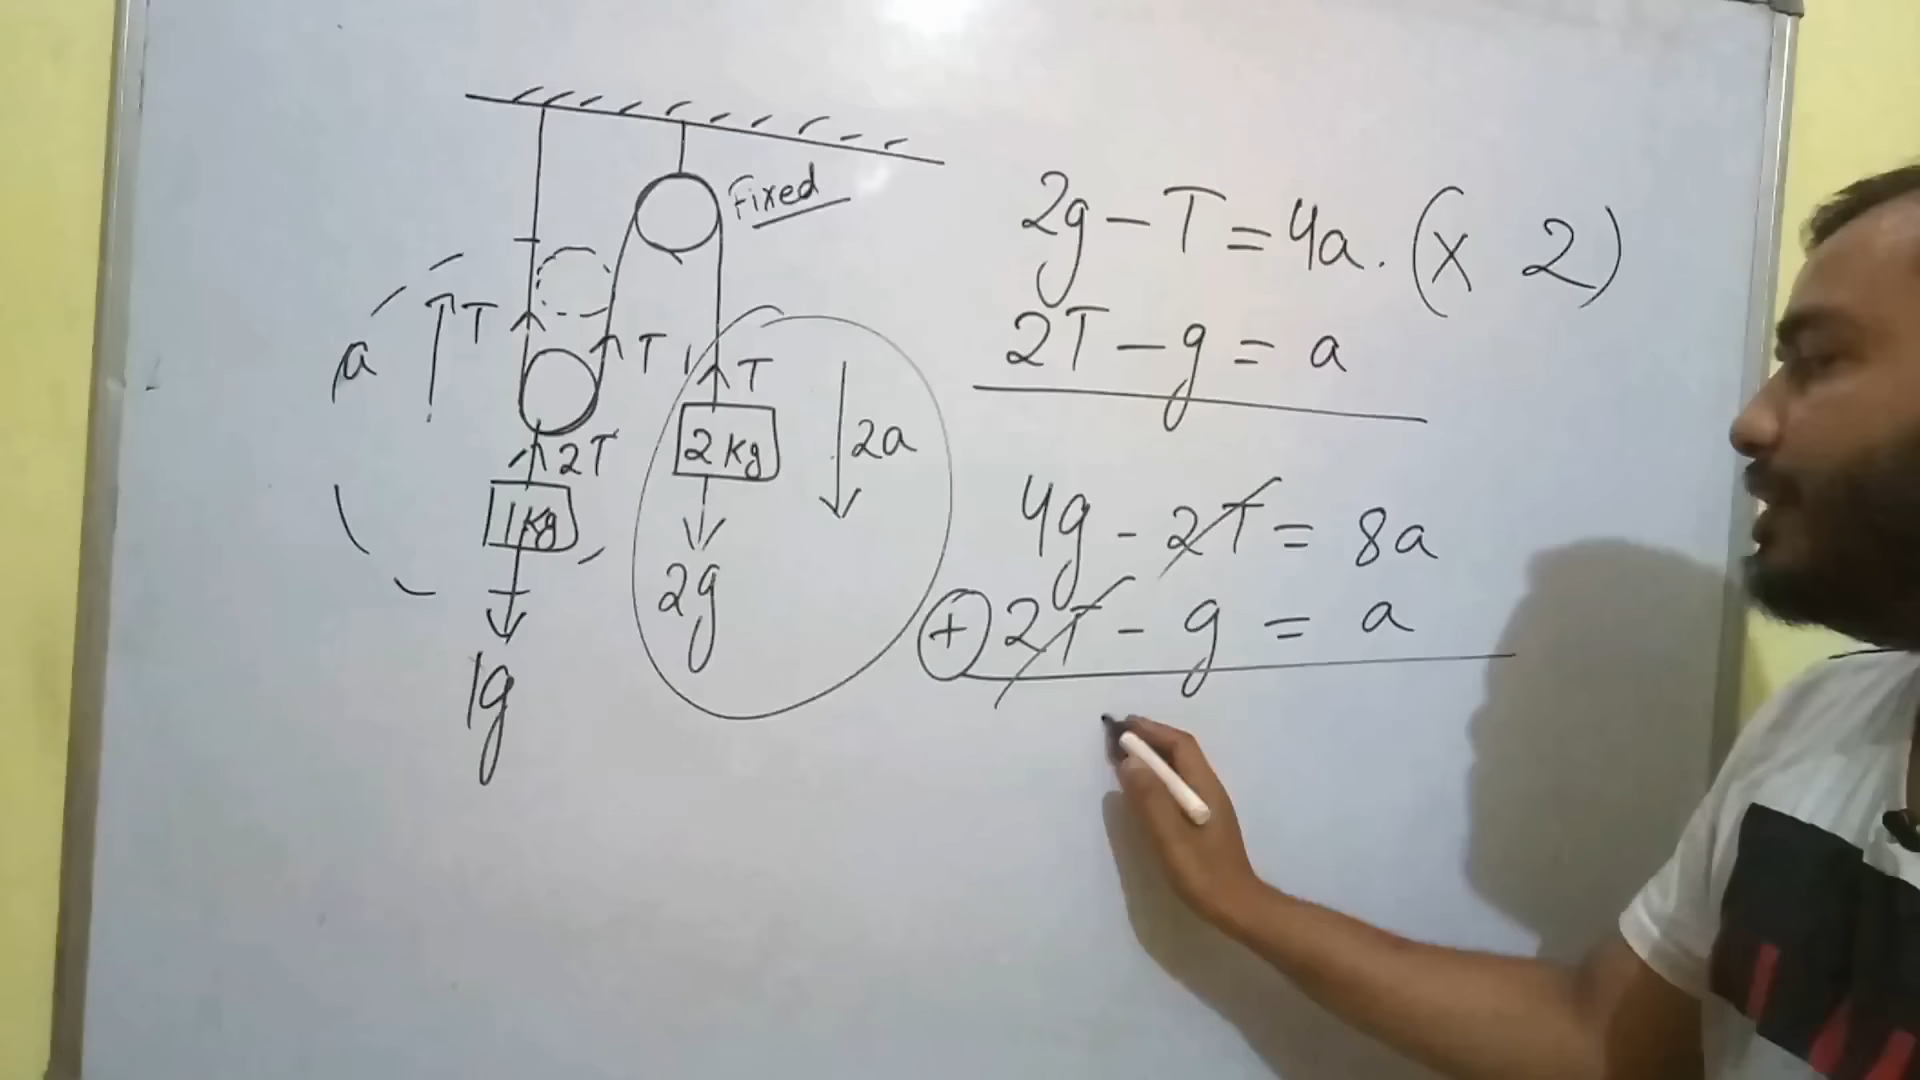 Fixed
T
a
T
T
2T
1kg
1g
2kg
2a
2g
2g - T = 4a. (x 2)
2T - g = a
4g - 2T = 8a
+ 2T - g = a